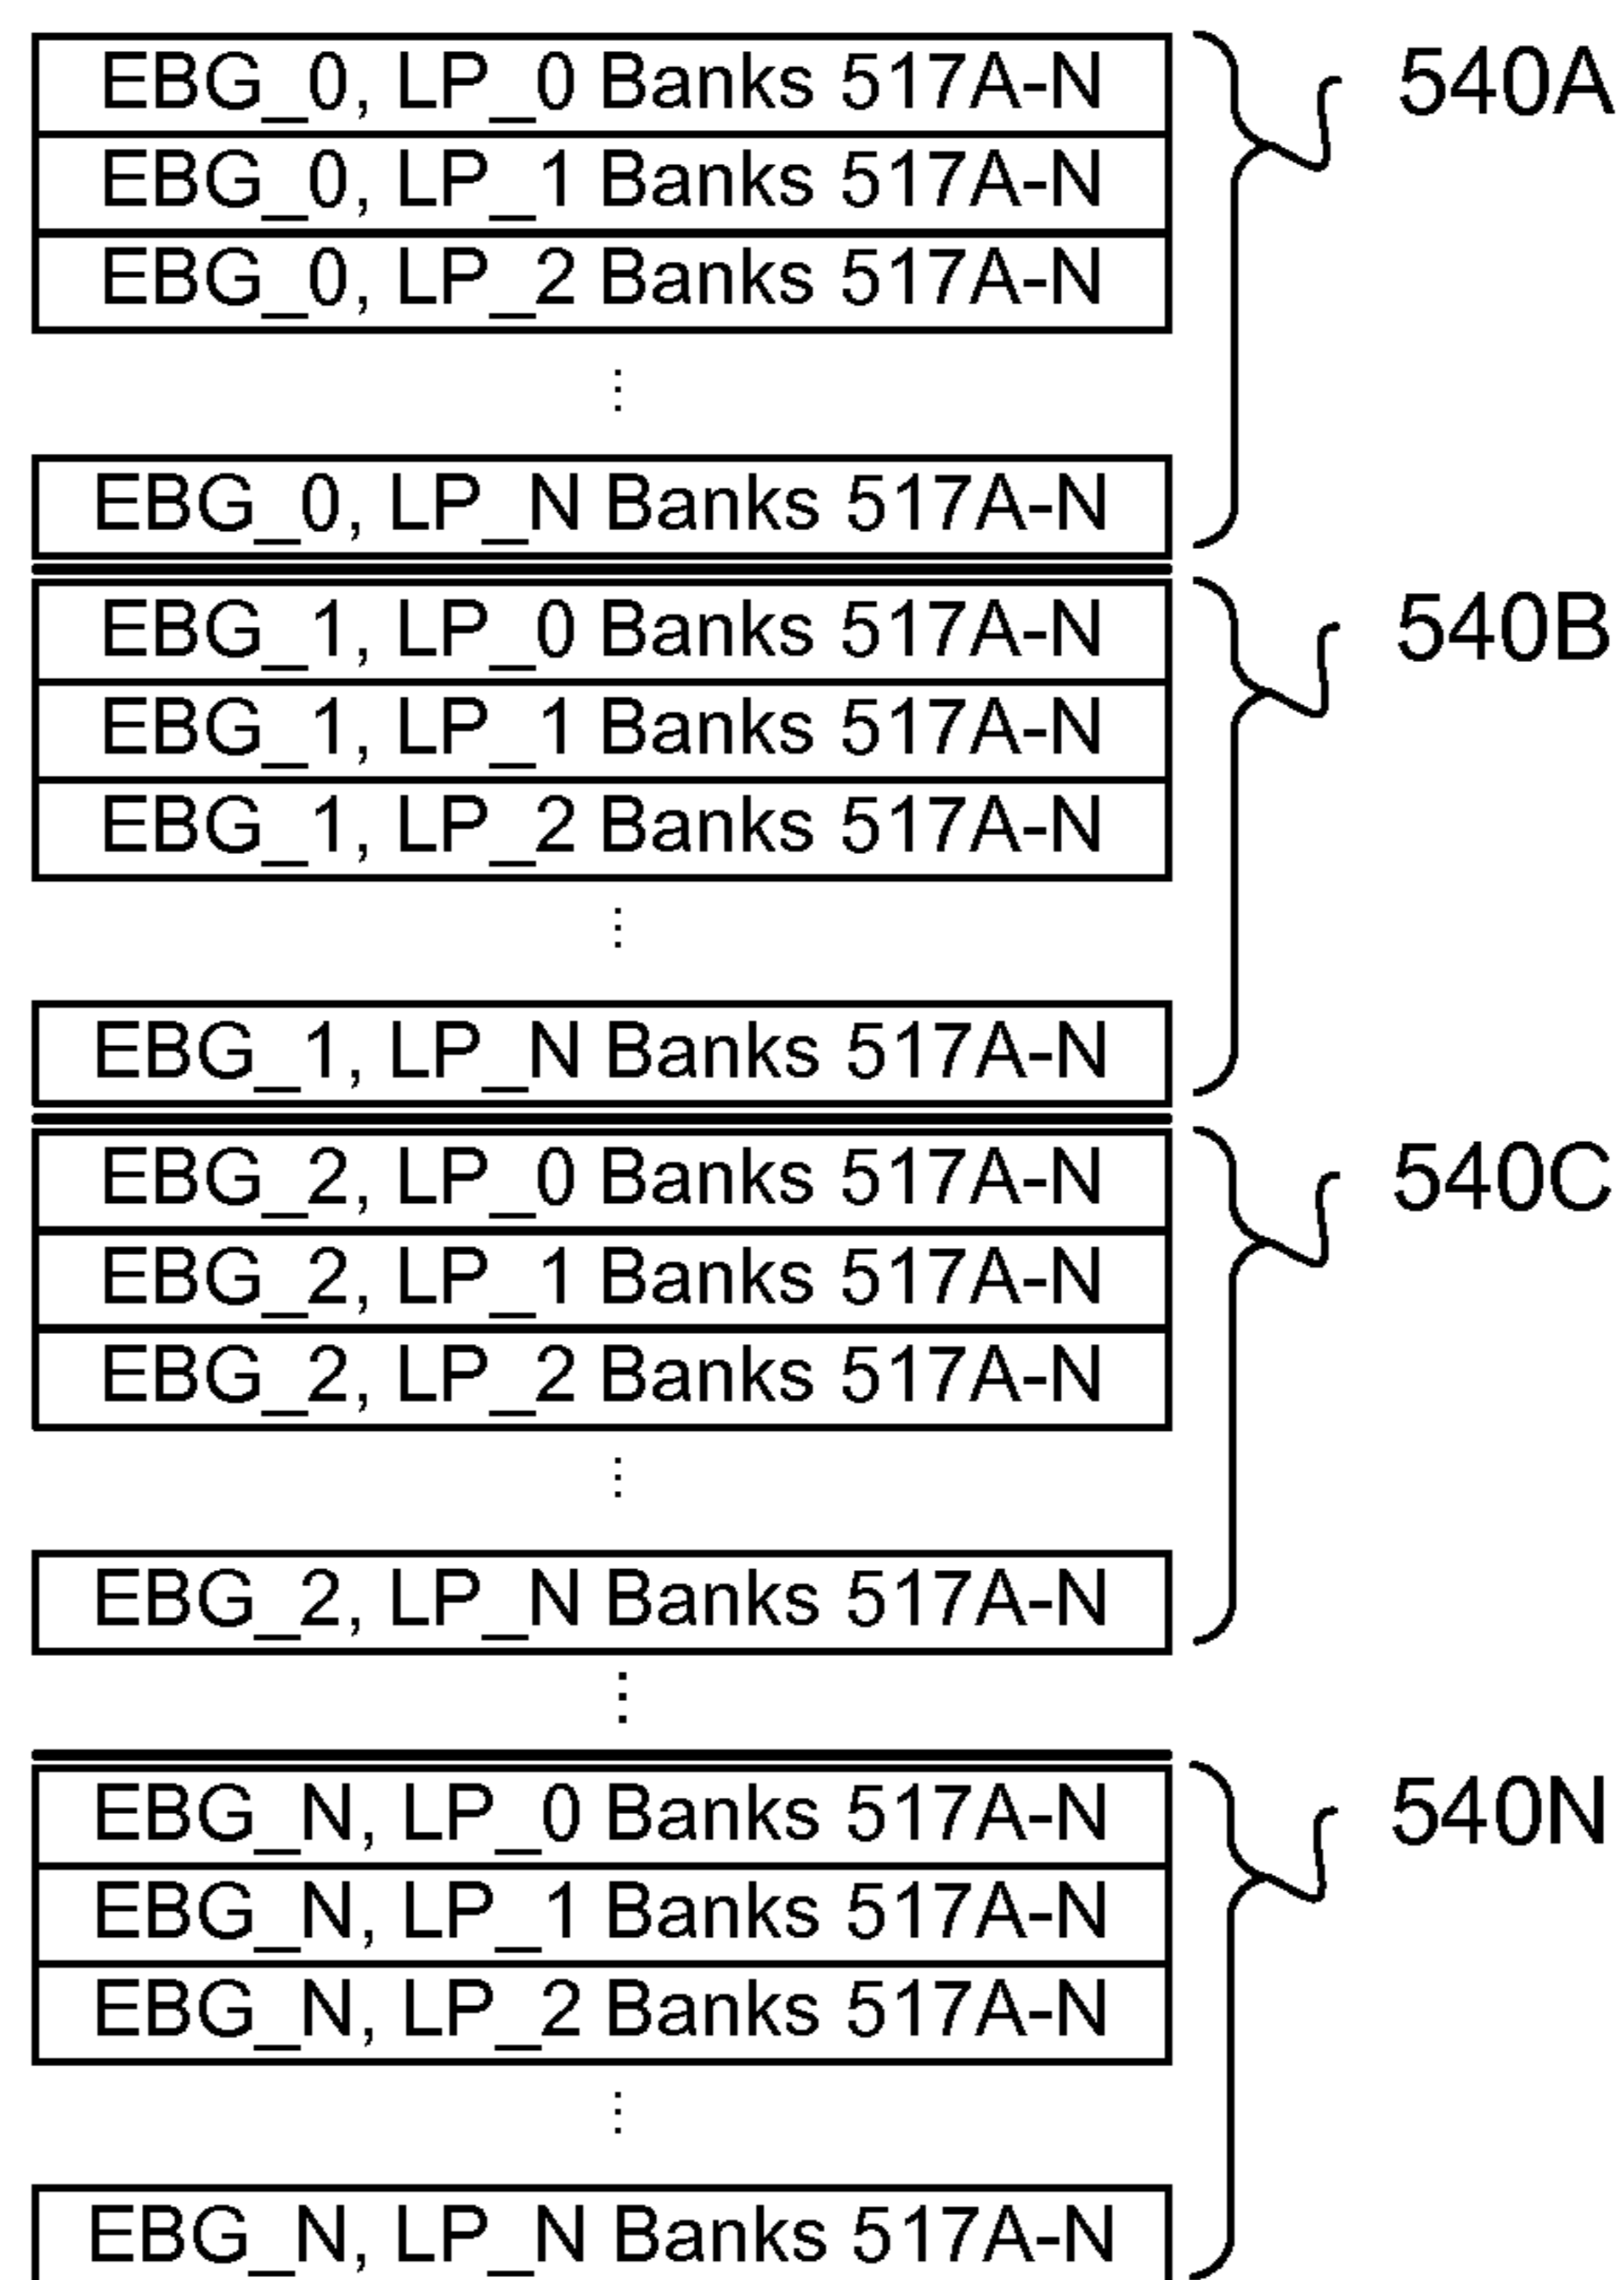 EBG_0, LP_0 Banks 517A-N
EBG_0, LP_1 Banks 517A-N
EBG_0, LP_2 Banks 517A-N
EBG_0, LP_N Banks 517A-N
540A
EBG_1, LP_0 Banks 517A-N
EBG_1, LP_1 Banks 517A-N
EBG_1, LP_2 Banks 517A-N
EBG_1, LP_N Banks 517A-N
540B
EBG_2, LP_0 Banks 517A-N
EBG_2, LP_1 Banks 517A-N
EBG_2, LP_2 Banks 517A-N
EBG_2, LP_N Banks 517A-N
540C
EBG_N, LP_0 Banks 517A-N
EBG_N, LP_1 Banks 517A-N
EBG_N, LP_2 Banks 517A-N
EBG_N, LP_N Banks 517A-N
540N